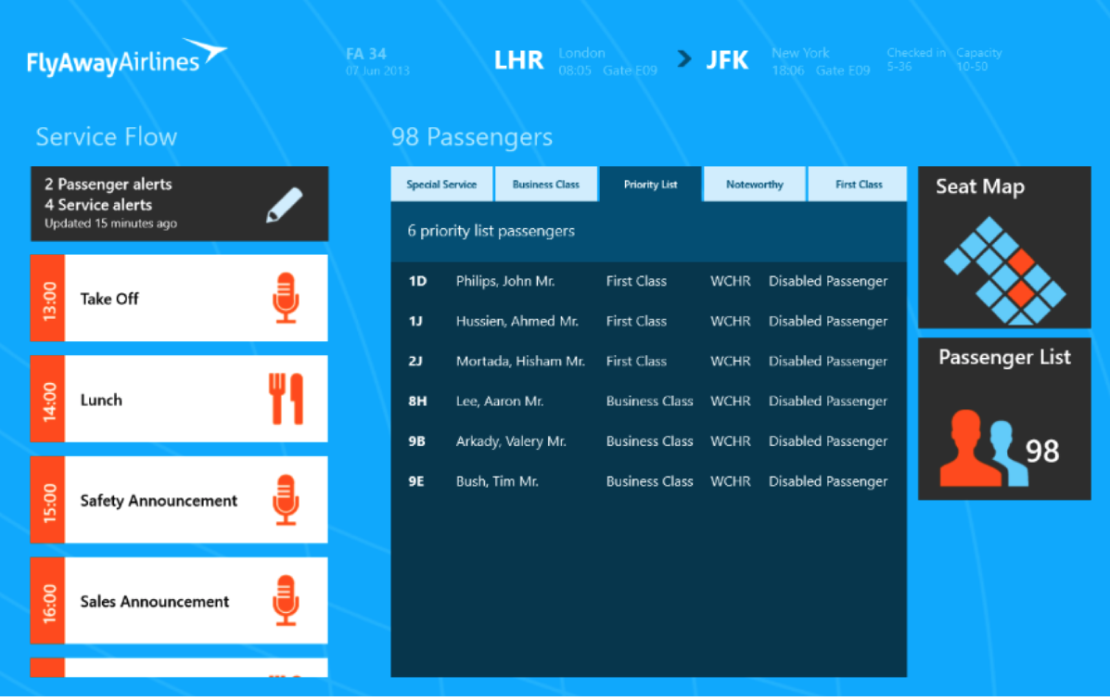 FlyAwayAirlines
FA 34
07 Jun 2013
LHR
London
08:05 Gate E09
JFK
New York
18:06 Gate E09
Checked in
5-36
Capacity
10-50
Service Flow
2 Passenger alerts
4 Service alerts
Updated 15 minutes ago
13:00
Take Off
14:00
Lunch
15:00
Safety Announcement
16:00
Sales Announcement
98 Passengers
Special Service Business Class Priority List Noteworthy First Class
6 priority list passengers
1D Philips, John Mr. First Class WCHR Disabled Passenger
1J Hussien, Ahmed Mr. First Class WCHR Disabled Passenger
2J Mortada, Hisham Mr. First Class WCHR Disabled Passenger
8H Lee, Aaron Mr. Business Class WCHR Disabled Passenger
9B Arkady, Valery Mr. Business Class WCHR Disabled Passenger
9E Bush, Tim Mr. Business Class WCHR Disabled Passenger
Seat Map
Passenger List
98